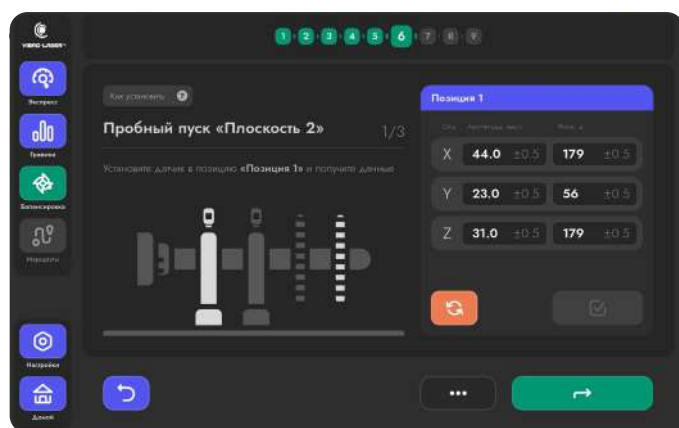 VIBRO-LASER
1 2 3 4 5 6 7 8 9
Экспресс
Графики
Балансировка
Маршруты
Настройки
Домой
Как установить ?
Пробный пуск «Плоскость 2» 1/3
Установите датчик в позицию «Позиция 1» и получите данные
Позиция 1
X 44.0 ±0.5 179 ±0.5
Y 23.0 ±0.5 56 ±0.5
Z 31.0 ±0.5 179 ±0.5